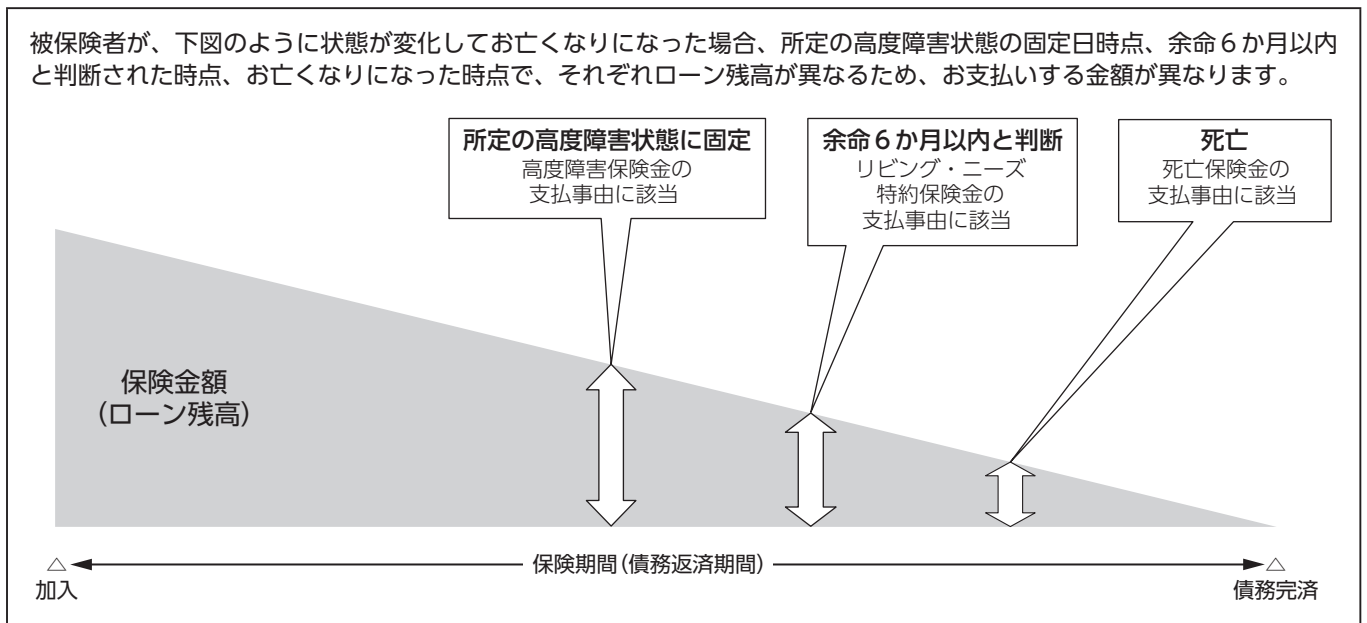 被保険者が、下図のように状態が変化してお亡くなりになった場合、所定の高度障害状態の固定日時点、余命６か月以内
と判断された時点、お亡くなりになった時点で、それぞれローン残高が異なるため、お支払いする金額が異なります。
所定の高度障害状態に固定
高度障害保険金の
支払事由に該当
余命６か月以内と判断
リビング・ニーズ
特約保険金の
支払事由に該当
死亡
死亡保険金の
支払事由に該当
保険金額
（ローン残高）
保険期間（債務返済期間）
加入
債務完済